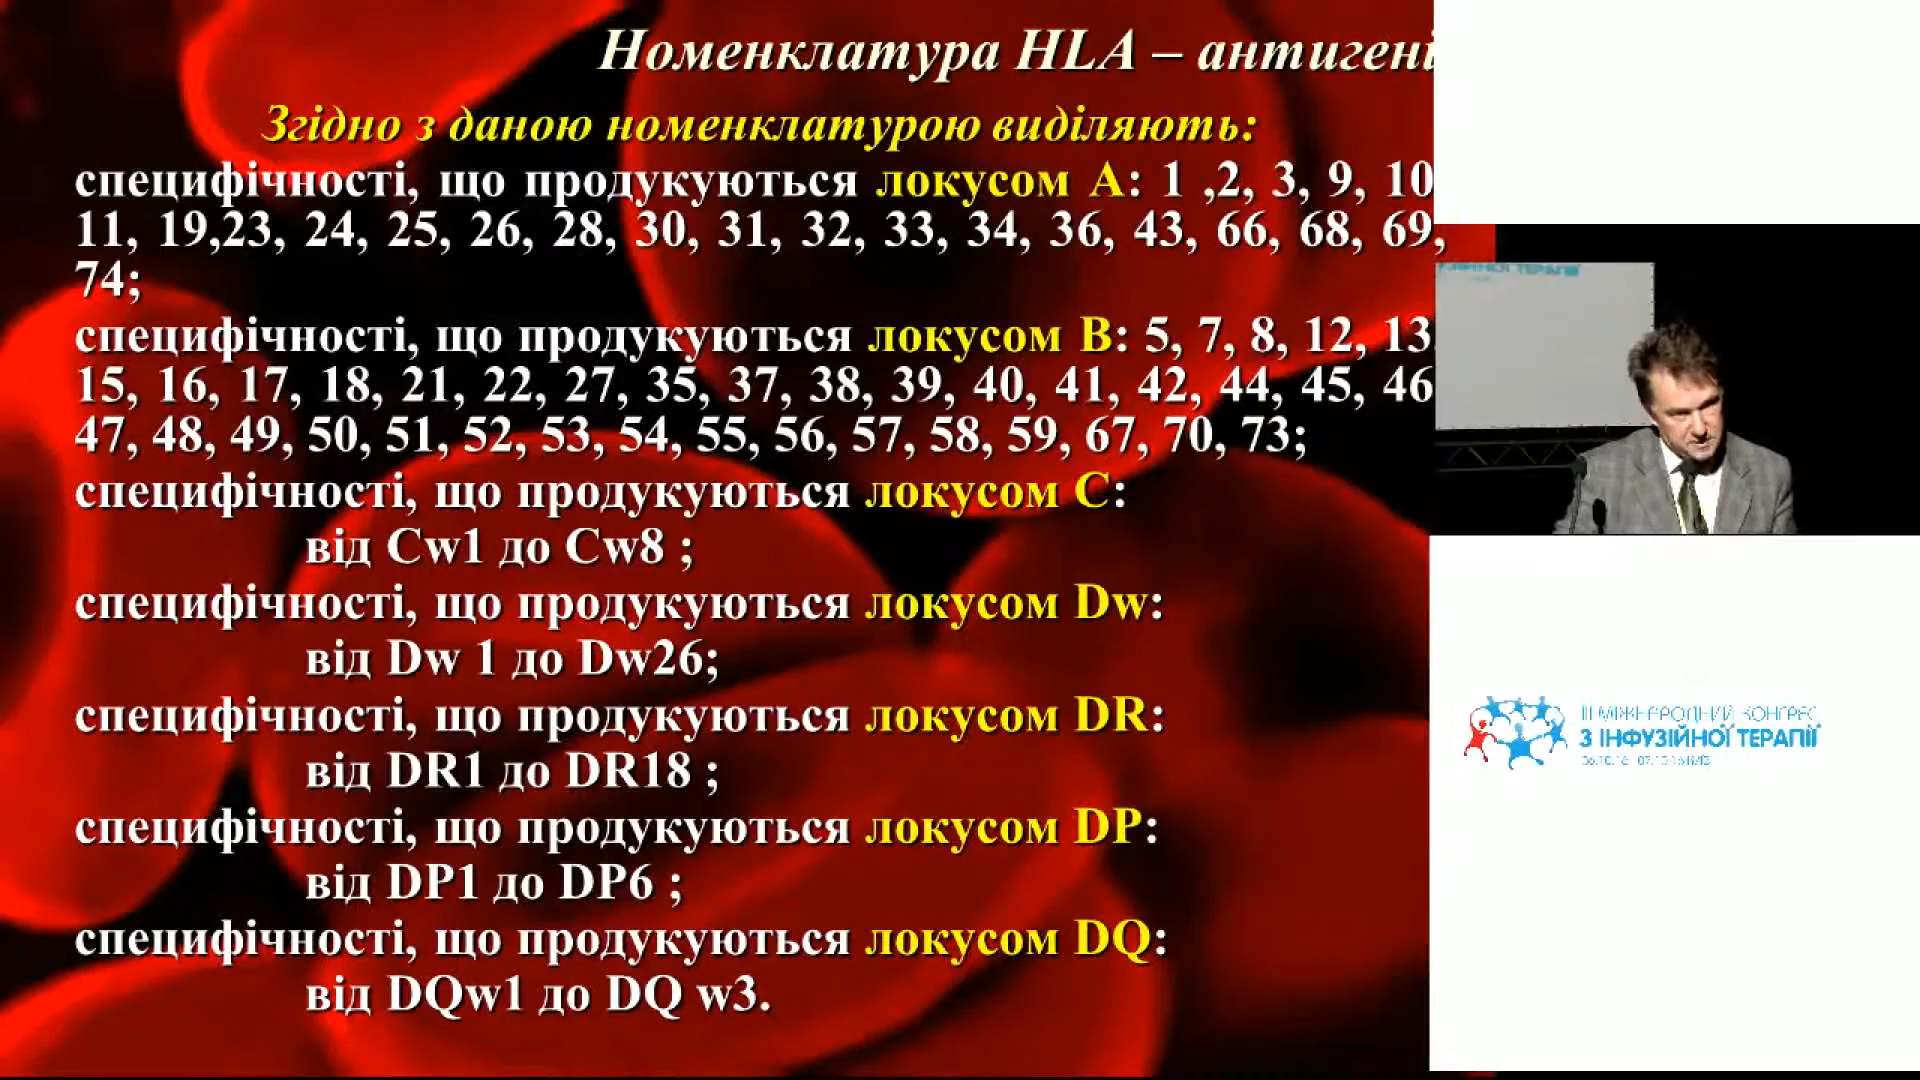 Номенклатура HLA – антигені
Згідно з даною номенклатурою виділяють:
специфічності, що продукуються локусом А: 1 ,2, 3, 9, 10
11, 19,23, 24, 25, 26, 28, 30, 31, 32, 33, 34, 36, 43, 66, 68, 69,
74;
специфічності, що продукуються локусом В: 5, 7, 8, 12, 13
15, 16, 17, 18, 21, 22, 27, 35, 37, 38, 39, 40, 41, 42, 44, 45, 46
47, 48, 49, 50, 51, 52, 53, 54, 55, 56, 57, 58, 59, 67, 70, 73;
специфічності, що продукуються локусом С:
від Cw1 до Cw8 ;
специфічності, що продукуються локусом Dw:
від Dw 1 до Dw26;
специфічності, що продукуються локусом DR:
від DR1 до DR18 ;
специфічності, що продукуються локусом DP:
від DP1 до DP6 ;
специфічності, що продукуються локусом DQ:
від DQw1 до DQ w3.
ТЕРАПІЇ
ІІІ МІЖНАРОДНИЙ КОНГРЕС
З ІНФУЗІЙНОЇ ТЕРАПІЇ